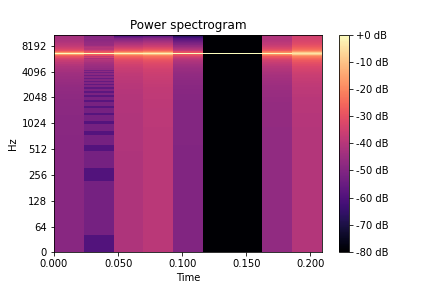 Power spectrogram
8192
4096
2048
1024
512
256
128
64
0
Hz
0.000 0.050 0.100 0.150 0.200
Time
+0 dB
-10 dB
-20 dB
-30 dB
-40 dB
-50 dB
-60 dB
-70 dB
-80 dB